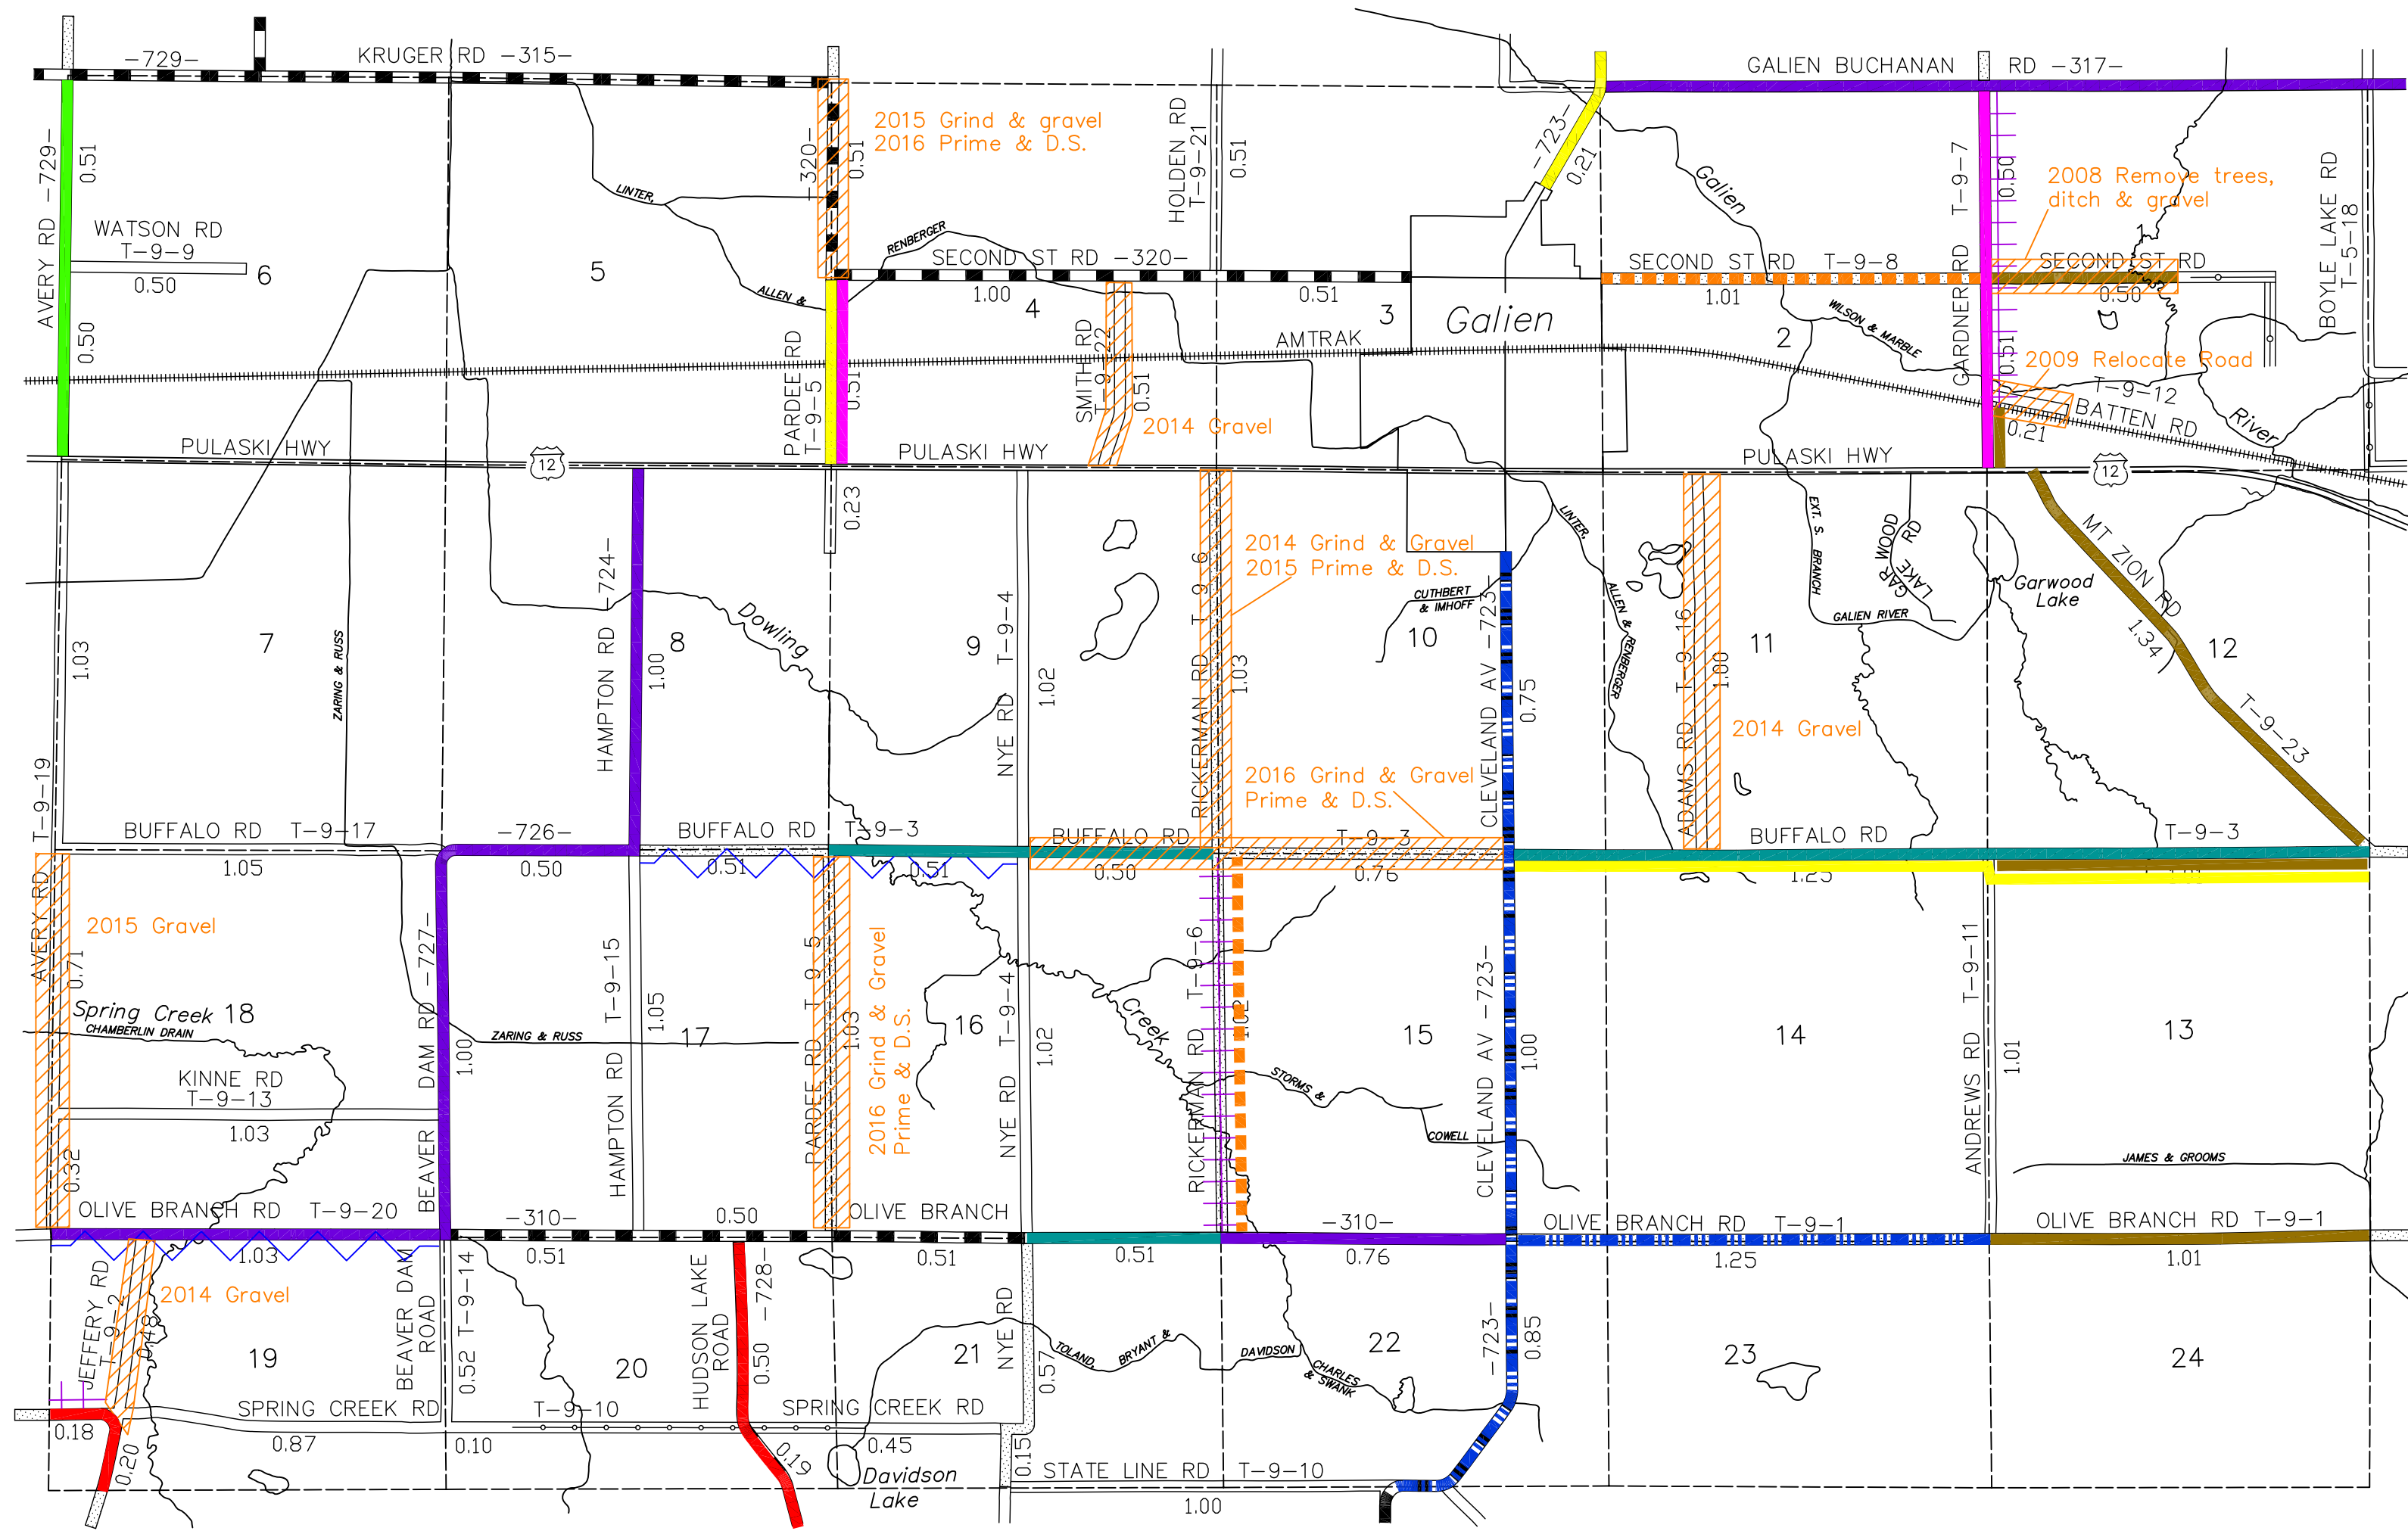 -729-
KRUGER RD -315-
GALIEN BUCHANAN RD -317-
AVERY RD -729-
0.51
0.50
WATSON RD
T-9-9
0.50
6
5
LINTER,
ALLEN &
RENBERGER
-320-
0.51
2015 Grind & gravel
2016 Prime & D.S.
HOLDEN RD
T-9-21
0.51
-723-
0.21
Galien
SECOND ST RD -320-
1.00
0.51
4
3
Galien
AMTRAK
SECOND ST RD T-9-8
1.01
2
WILSON & MARBLE
GARDNER RD T-9-7
0.50
0.51
2008 Remove trees,
ditch & gravel
1
SECOND ST RD
0.50
BOYLE LAKE RD
T-5-18
2009 Relocate Road
T-9-12
BATTEN RD
0.21
River
PARDEE RD
T-9-5
0.51
SMITH RD
T-9-22
0.51
2014 Gravel
PULASKI HWY
12
PULASKI HWY
PULASKI HWY
12
0.23
T-9-19
1.03
7
ZARING & RUSS
HAMPTON RD -724-
1.00
8
Dowling
9
NYE RD T-9-4
1.02
RICKERMAN RD T-9-6
1.03
2014 Grind & Gravel
2015 Prime & D.S.
CUTHBERT
& IMHOFF
10
CLEVELAND AV -723-
0.75
LINTER,
ALLEN & RENBERGER
ADAMS RD T-9-16
1.00
11
2014 Gravel
EXT. S. BRANCH
GALIEN RIVER
GAR WOOD
LAKE RD
Garwood
Lake
MT ZION RD
1.34
T-9-23
12
2016 Grind & Gravel
Prime & D.S.
BUFFALO RD T-9-17
1.05
-726-
0.50
BUFFALO RD T-9-3
0.51
0.51
BUFFALO RD T-9-3
0.50
0.76
BUFFALO RD T-9-3
1.25
AVERY RD
0.71
0.32
2015 Gravel
Spring Creek
CHAMBERLIN DRAIN
18
KINNE RD
T-9-13
1.03
BEAVER DAM RD -727-
1.00
ZARING & RUSS
17
HAMPTON RD T-9-15
1.05
PARDEE RD T-9-5
1.03
2016 Grind & Gravel
Prime & D.S.
16
NYE RD T-9-4
1.02
Creek
RICKERMAN RD T-9-6
1.02
STORMS &
COWELL
15
CLEVELAND AV -723-
1.00
14
ANDREWS RD T-9-11
1.01
13
JAMES & GROOMS
OLIVE BRANCH RD T-9-20
1.03
-310-
0.51
0.50
OLIVE BRANCH
0.51
0.51
-310-
0.76
OLIVE BRANCH RD T-9-1
1.25
OLIVE BRANCH RD T-9-1
1.01
JEFFERY RD
T-9-2
0.48
2014 Gravel
19
BEAVER DAM
ROAD
0.52 T-9-14
20
HUDSON LAKE
ROAD
0.50 -728-
21
NYE RD
0.57
TOLAND,
BRYANT &
DAVIDSON
CHARLES
& SWANK
22
-723-
0.85
23
24
0.18
0.20
SPRING CREEK RD T-9-10
0.87
0.10
SPRING CREEK RD
0.19
0.45
0.15
Davidson
Lake
STATE LINE RD T-9-10
1.00